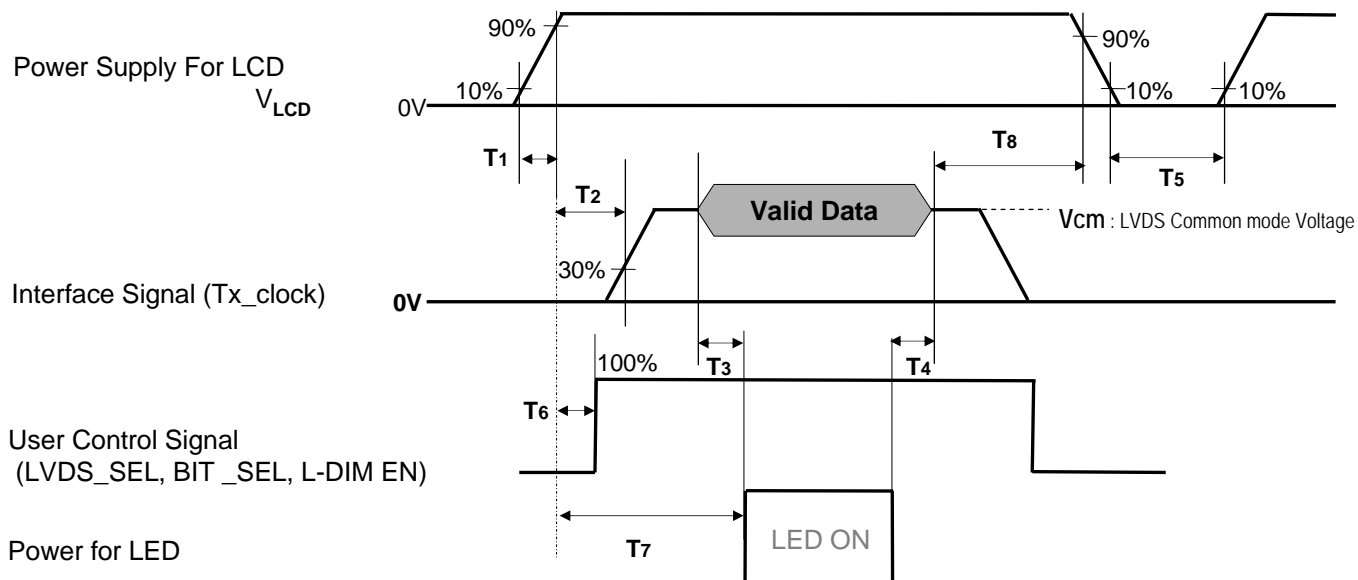 90%
90%
Power Supply For LCD
VLCD
10%
0V
10%
10%
T1
T8
T5
T2
Valid Data
Vcm : LVDS Common mode Voltage
30%
Interface Signal (Tx_clock)
0V
100%
T3
T4
T6
User Control Signal
(LVDS_SEL, BIT _SEL, L-DIM EN)
T7
LED ON
Power for LED